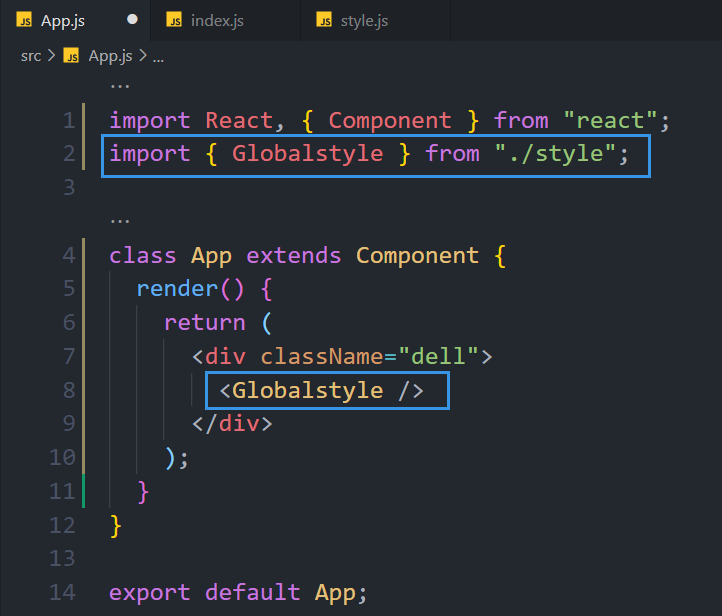 JS App.js ● JS index.js JS style.js
src > JS App.js > ...
...
1 import React, { Component } from "react";
2 import { Globalstyle } from "./style";
3
...
4 class App extends Component {
5 render() {
6 return (
7 <div className="dell">
8 <Globalstyle />
9 </div>
10 );
11 }
12 }
13
14 export default App;